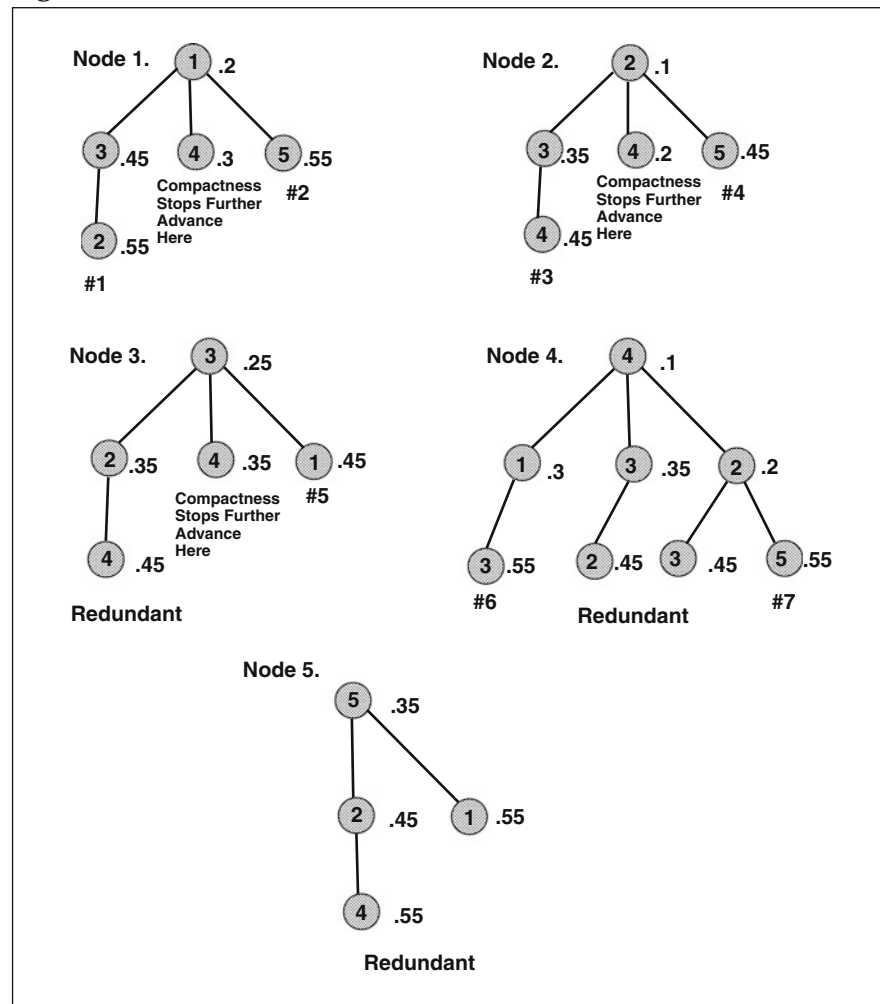 Node 1.
1 .2
3 .45 4 .3 5 .55
Compactness
Stops Further
Advance
Here
#2
2 .55
#1
Node 2.
2 .1
3 .35 4 .2 5 .45
Compactness
Stops Further
Advance
Here
#4
4 .45
#3
Node 3.
3 .25
2 .35 4 .35 1 .45
Compactness
Stops Further
Advance
Here
#5
4 .45
Redundant
Node 4.
4 .1
1 .3 3 .35 2 .2
3 .55 2 .45 3 .45 5 .55
#6 #7
Redundant
Node 5.
5 .35
2 .45 1 .55
4 .55
Redundant